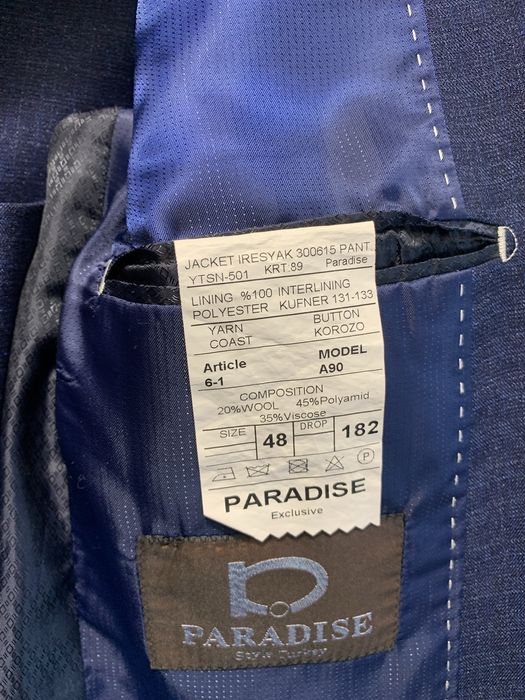 JACKET IRESYAK 300615 PANT.
YTSN-501 KRT:89 Paradise
LINING %100 INTERLINING
POLYESTER KUFNER 131-133
YARN BUTTON
COAST KOROZO
Article MODEL
6-1 A90
COMPOSITION
20%WOOL 45%Polyamid
35%Viscose
SIZE 48 DROP 182
P
PARADISE
Exclusive
PARADISE
Style Turkey